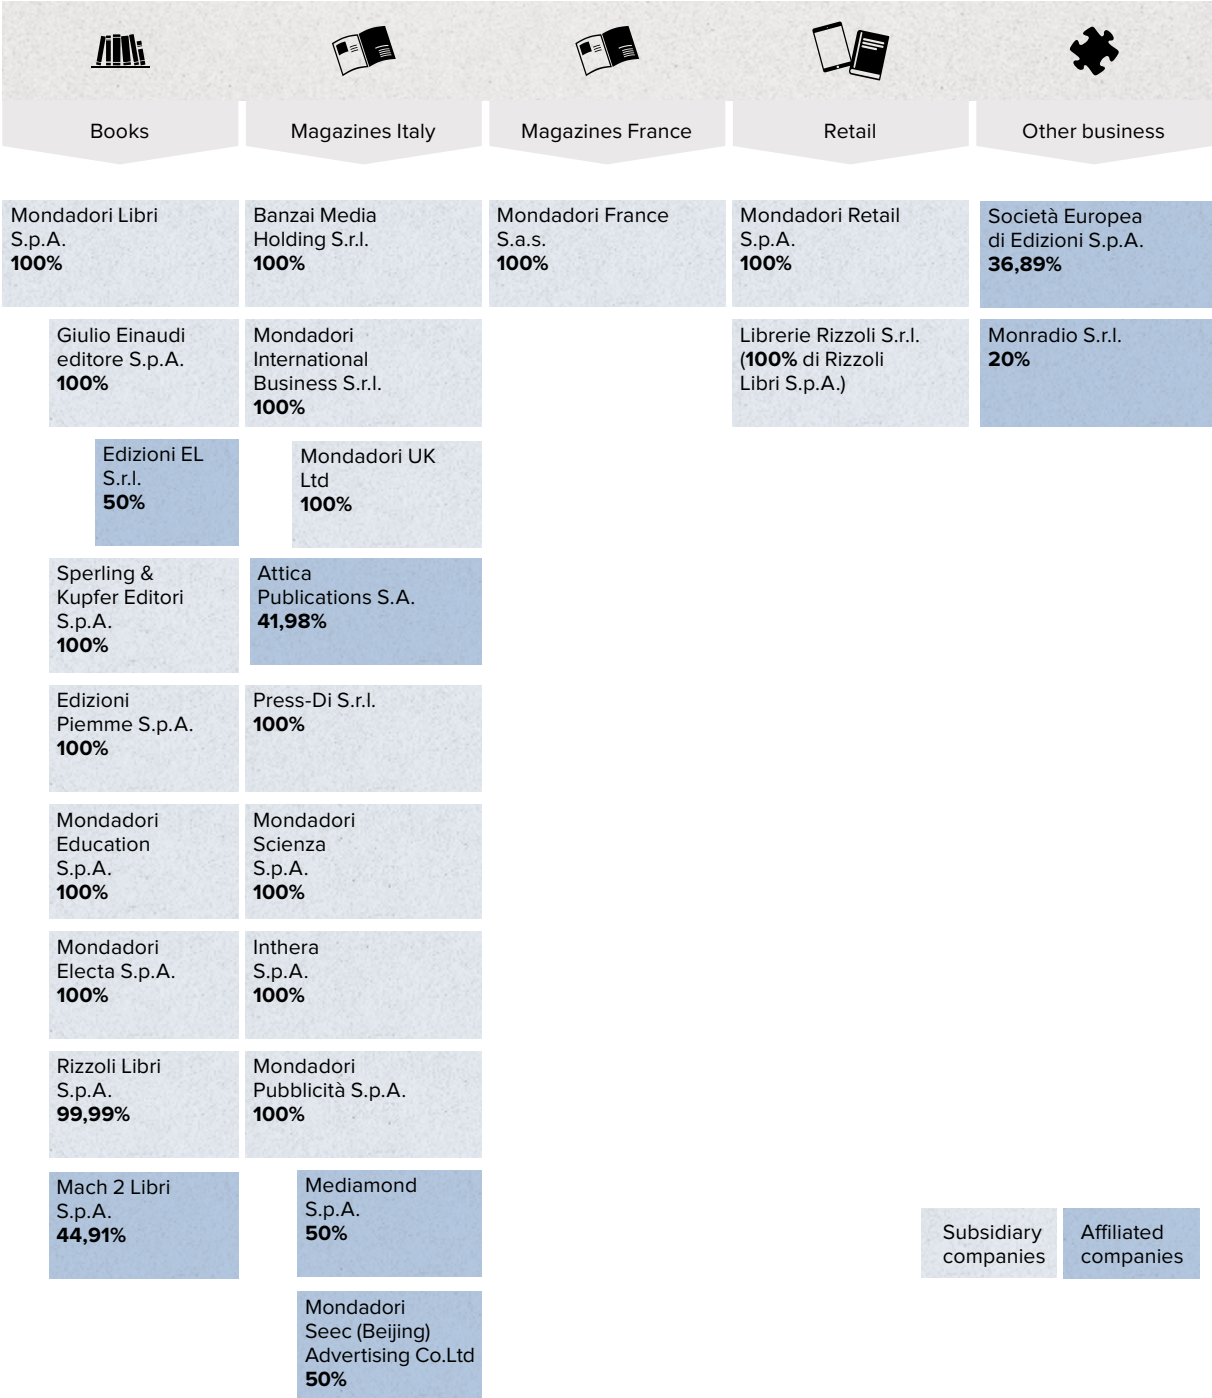 Books
Magazines Italy
Magazines France
Retail
Other business
Mondadori Libri
S.p.A.
100%
Giulio Einaudi
editore S.p.A.
100%
Edizioni EL
S.r.l.
50%
Sperling &
Kupfer Editori
S.p.A.
100%
Edizioni
Piemme S.p.A.
100%
Mondadori
Education
S.p.A.
100%
Mondadori
Electa S.p.A.
100%
Rizzoli Libri
S.p.A.
99,99%
Mach 2 Libri
S.p.A.
44,91%
Banzai Media
Holding S.r.l.
100%
Mondadori
International
Business S.r.l.
100%
Mondadori UK
Ltd
100%
Attica
Publications S.A.
41,98%
Press-Di S.r.l.
100%
Mondadori
Scienza
S.p.A.
100%
Inthera
S.p.A.
100%
Mondadori
Pubblicità S.p.A.
100%
Mediamond
S.p.A.
50%
Mondadori
Seec (Beijing)
Advertising Co.Ltd
50%
Mondadori France
S.a.s.
100%
Mondadori Retail
S.p.A.
100%
Librerie Rizzoli S.r.l.
(100% di Rizzoli
Libri S.p.A.)
Società Europea
di Edizioni S.p.A.
36,89%
Monradio S.r.l.
20%
Subsidiary
companies
Affiliated
companies